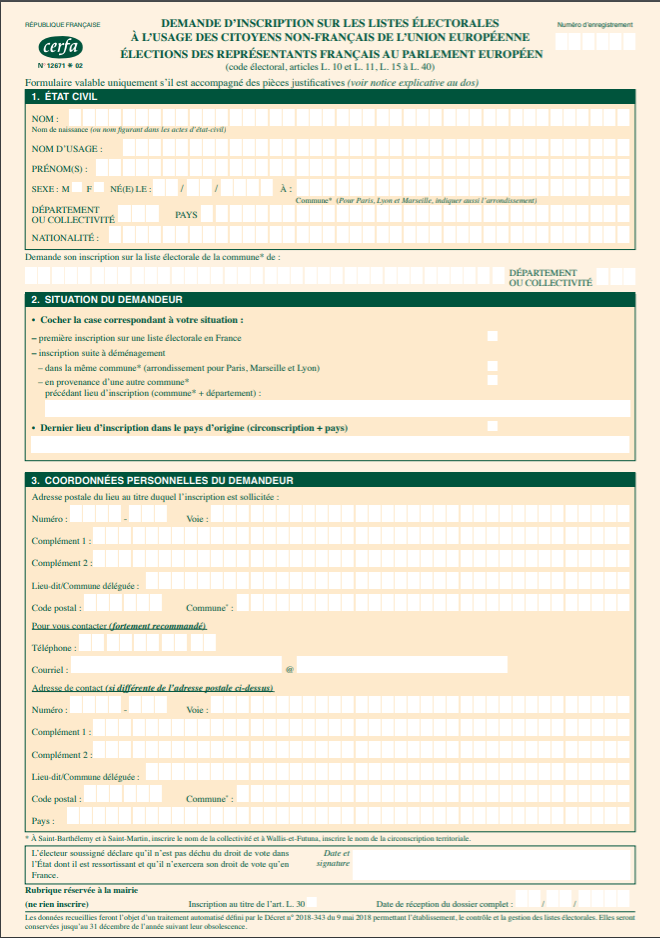 RÉPUBLIQUE FRANÇAISE
cerfa
N° 12671 * 02
DEMANDE D'INSCRIPTION SUR LES LISTES ÉLECTORALES
À L'USAGE DES CITOYENS NON-FRANÇAIS DE L'UNION EUROPÉENNE
ÉLECTIONS DES REPRÉSENTANTS FRANÇAIS AU PARLEMENT EUROPÉEN
(code électoral, articles L. 10 et L. 11, L. 15 à L. 40)
Numéro d'enregistrement
Formulaire valable uniquement s'il est accompagné des pièces justificatives (voir notice explicative au dos)
1. ÉTAT CIVIL
NOM :
Nom de naissance (ou nom figurant dans les actes d'état-civil)
NOM D'USAGE :
PRÉNOM(S) :
SEXE : M F NÉ(E) LE : / / À :
Commune* (Pour Paris, Lyon et Marseille, indiquer aussi l'arrondissement)
DÉPARTEMENT
OU COLLECTIVITÉ PAYS
NATIONALITÉ :
Demande son inscription sur la liste électorale de la commune* de :
DÉPARTEMENT
OU COLLECTIVITÉ
2. SITUATION DU DEMANDEUR
• Cocher la case correspondant à votre situation :
– première inscription sur une liste électorale en France
– inscription suite à déménagement
– dans la même commune* (arrondissement pour Paris, Marseille et Lyon)
– en provenance d'une autre commune*
précédant lieu d'inscription (commune* + département) :
• Dernier lieu d'inscription dans le pays d'origine (circonscription + pays)
3. COORDONNÉES PERSONNELLES DU DEMANDEUR
Adresse postale du lieu au titre duquel l'inscription est sollicitée :
Numéro : - Voie :
Complément 1 :
Complément 2 :
Lieu-dit/Commune déléguée :
Code postal : Commune* :
Pour vous contacter (fortement recommandé)
Téléphone :
Courriel : @
Adresse de contact (si différente de l'adresse postale ci-dessus)
Numéro : - Voie :
Complément 1 :
Complément 2 :
Lieu-dit/Commune déléguée :
Code postal : Commune* :
Pays :
* À Saint-Barthélemy et à Saint-Martin, inscrire le nom de la collectivité et à Wallis-et-Futuna, inscrire le nom de la circonscription territoriale.
L'électeur soussigné déclare qu'il n'est pas déchu du droit de vote dans
l'État dont il est ressortissant et qu'il n'exercera son droit de vote qu'en
France.
Date et
signature
Rubrique réservée à la mairie
(ne rien inscrire) Inscription au titre de l'art. L. 30 Date de réception du dossier complet : / /
Les données recueillies feront l'objet d'un traitement automatisé défini par le Décret n° 2018-343 du 9 mai 2018 permettant l'établissement, le contrôle et la gestion des listes électorales. Elles seront
conservées jusqu'au 31 décembre de l'année suivant leur obsolescence.